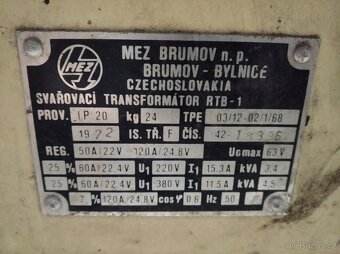 MEZ
MEZ BRUMOV n.p.
BRUMOV - BYLNICE
CZECHOSLOVAKIA
SVAŘOVACÍ TRANSFORMÁTOR RTB-1
PROV. IP 20 kg 24 TPE 03/12-02/1/68
1972 IS. TŘ. F ČÍS. 42-
REG. 50A/22V -120A/24.8V U₀max 63V
25 % 60A/22.4V U₁ 220V I₁ 15.3A kVA 3.4
25 % 60A/22.4V U₁ 380V I₁ 11.5A kVA 4.5
7 % 120A/24.8V cosφ 0.6 Hz 50